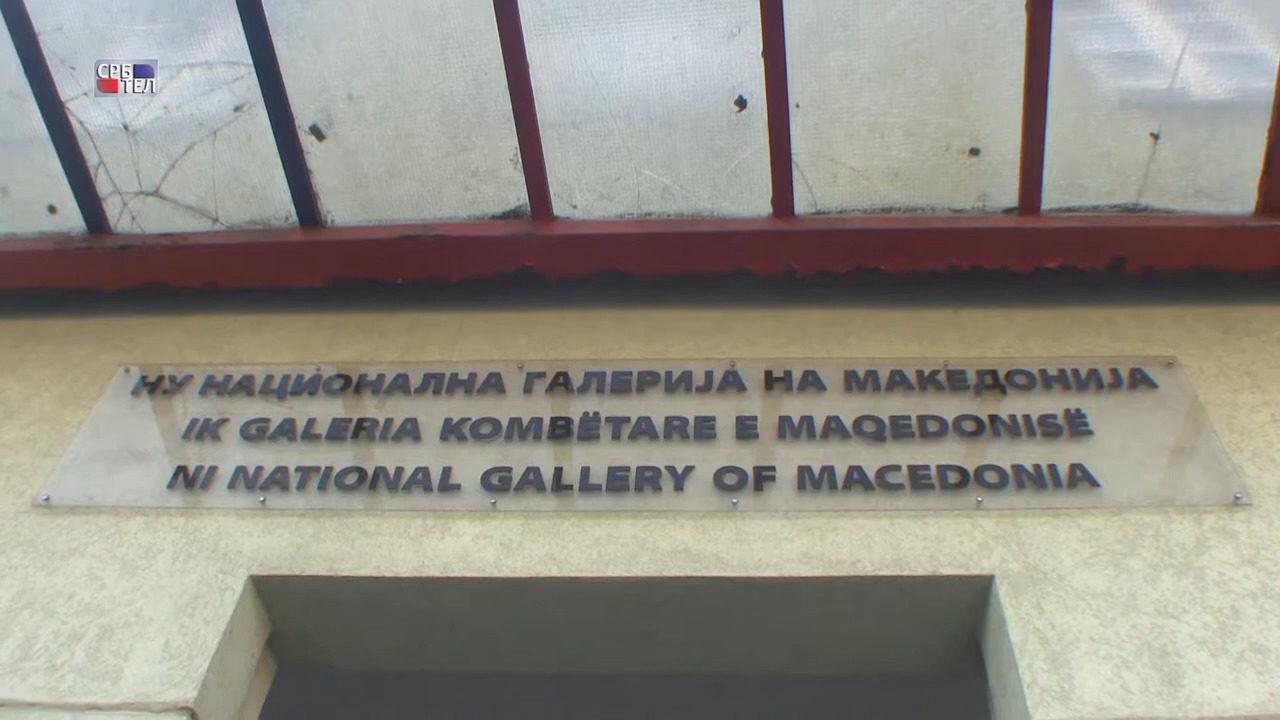 СРБ
ТЕЛ
НУ НАЦИОНАЛНА ГАЛЕРИЈА НА МАКЕДОНИЈА
IK GALERIA KOMBËTARE E MAQEDONISË
NI NATIONAL GALLERY OF MACEDONIA